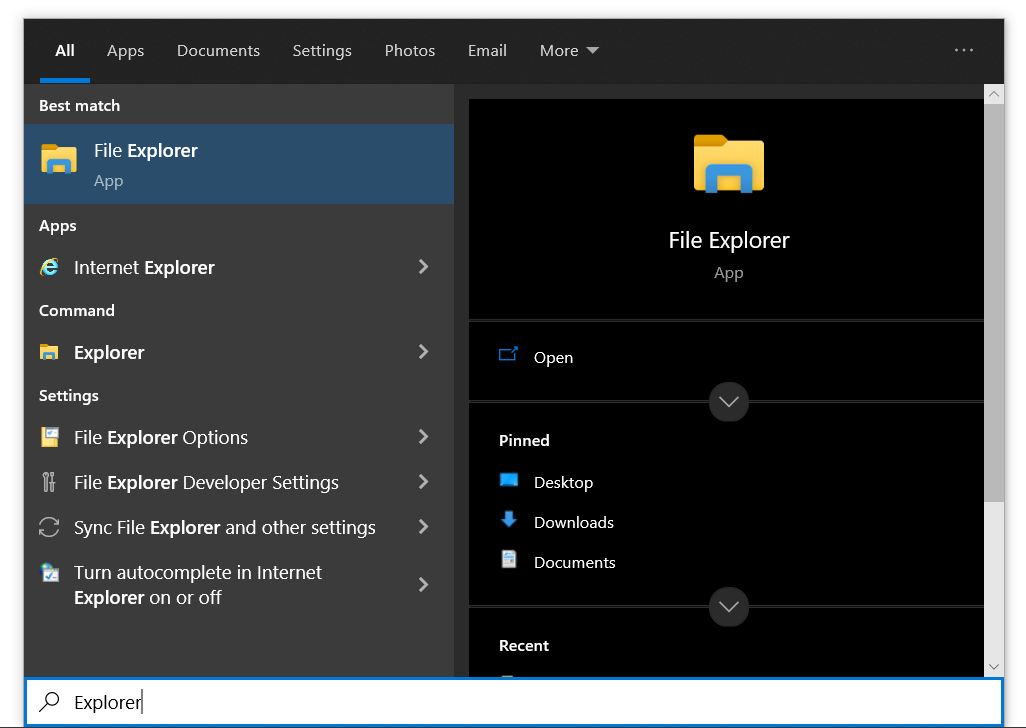 All Apps Documents Settings Photos Email More
Best match
File Explorer
App
Apps
Internet Explorer
Command
Explorer
Settings
File Explorer Options
File Explorer Developer Settings
Sync File Explorer and other settings
Turn autocomplete in Internet
Explorer on or off
File Explorer
App
Open
Pinned
Desktop
Downloads
Documents
Recent
Explorer